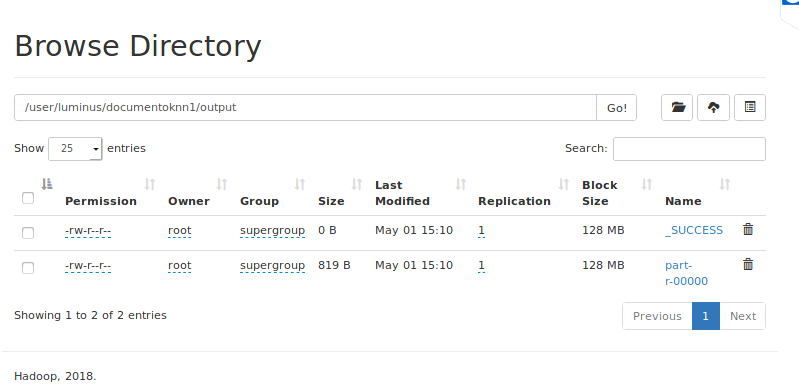 Browse Directory
/user/luminus/documentoknn1/output Go!
Show 25 entries Search:
Permission Owner Group Size Last Modified Replication Block Size Name
-rw-r--r-- root supergroup 0 B May 01 15:10 1 128 MB _SUCCESS
-rw-r--r-- root supergroup 819 B May 01 15:10 1 128 MB part-r-00000
Showing 1 to 2 of 2 entries Previous 1 Next
Hadoop, 2018.